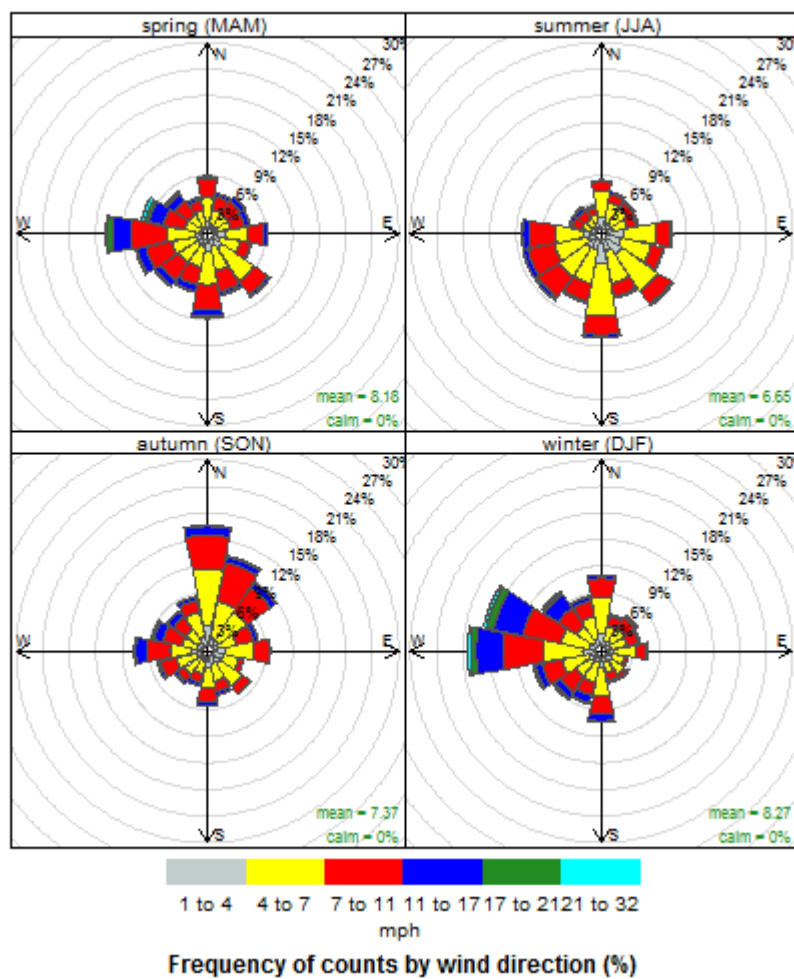 spring (MAM)
N
30%
27%
24%
21%
18%
15%
12%
9%
6%
3%
W
E
S
mean = 8.18
calm = 0%
summer (JJA)
N
30%
27%
24%
21%
18%
15%
12%
9%
6%
3%
W
E
S
mean = 6.65
calm = 0%
autumn (SON)
N
30%
27%
24%
21%
18%
15%
12%
9%
6%
3%
W
E
S
mean = 7.37
calm = 0%
winter (DJF)
N
30%
27%
24%
21%
18%
15%
12%
9%
6%
3%
W
E
S
mean = 8.27
calm = 0%
1 to 4 4 to 7 7 to 11 11 to 17 17 to 21 21 to 32
mph
Frequency of counts by wind direction (%)